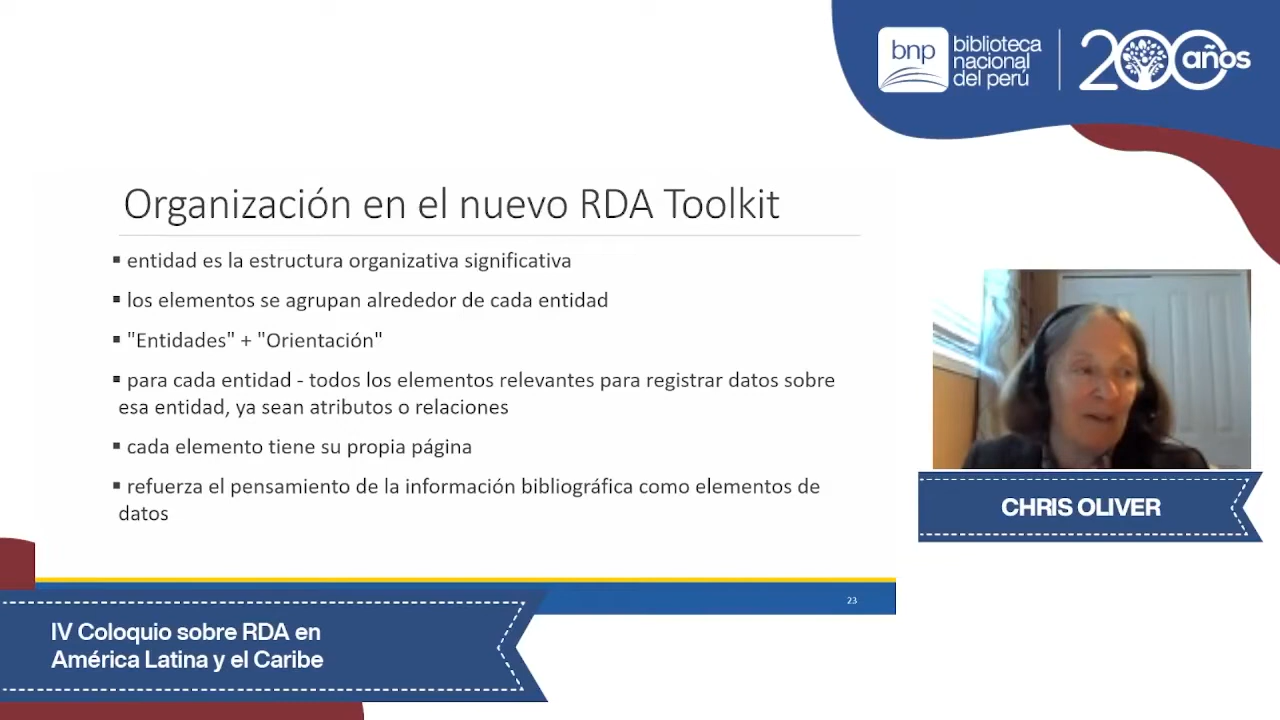 bnp
biblioteca
nacional
del perú
200 años
Organización en el nuevo RDA Toolkit
▪ entidad es la estructura organizativa significativa
▪ los elementos se agrupan alrededor de cada entidad
▪ "Entidades" + "Orientación"
▪ para cada entidad - todos los elementos relevantes para registrar datos sobre
esa entidad, ya sean atributos o relaciones
▪ cada elemento tiene su propia página
▪ refuerza el pensamiento de la información bibliográfica como elementos de
datos
CHRIS OLIVER
23
IV Coloquio sobre RDA en
América Latina y el Caribe